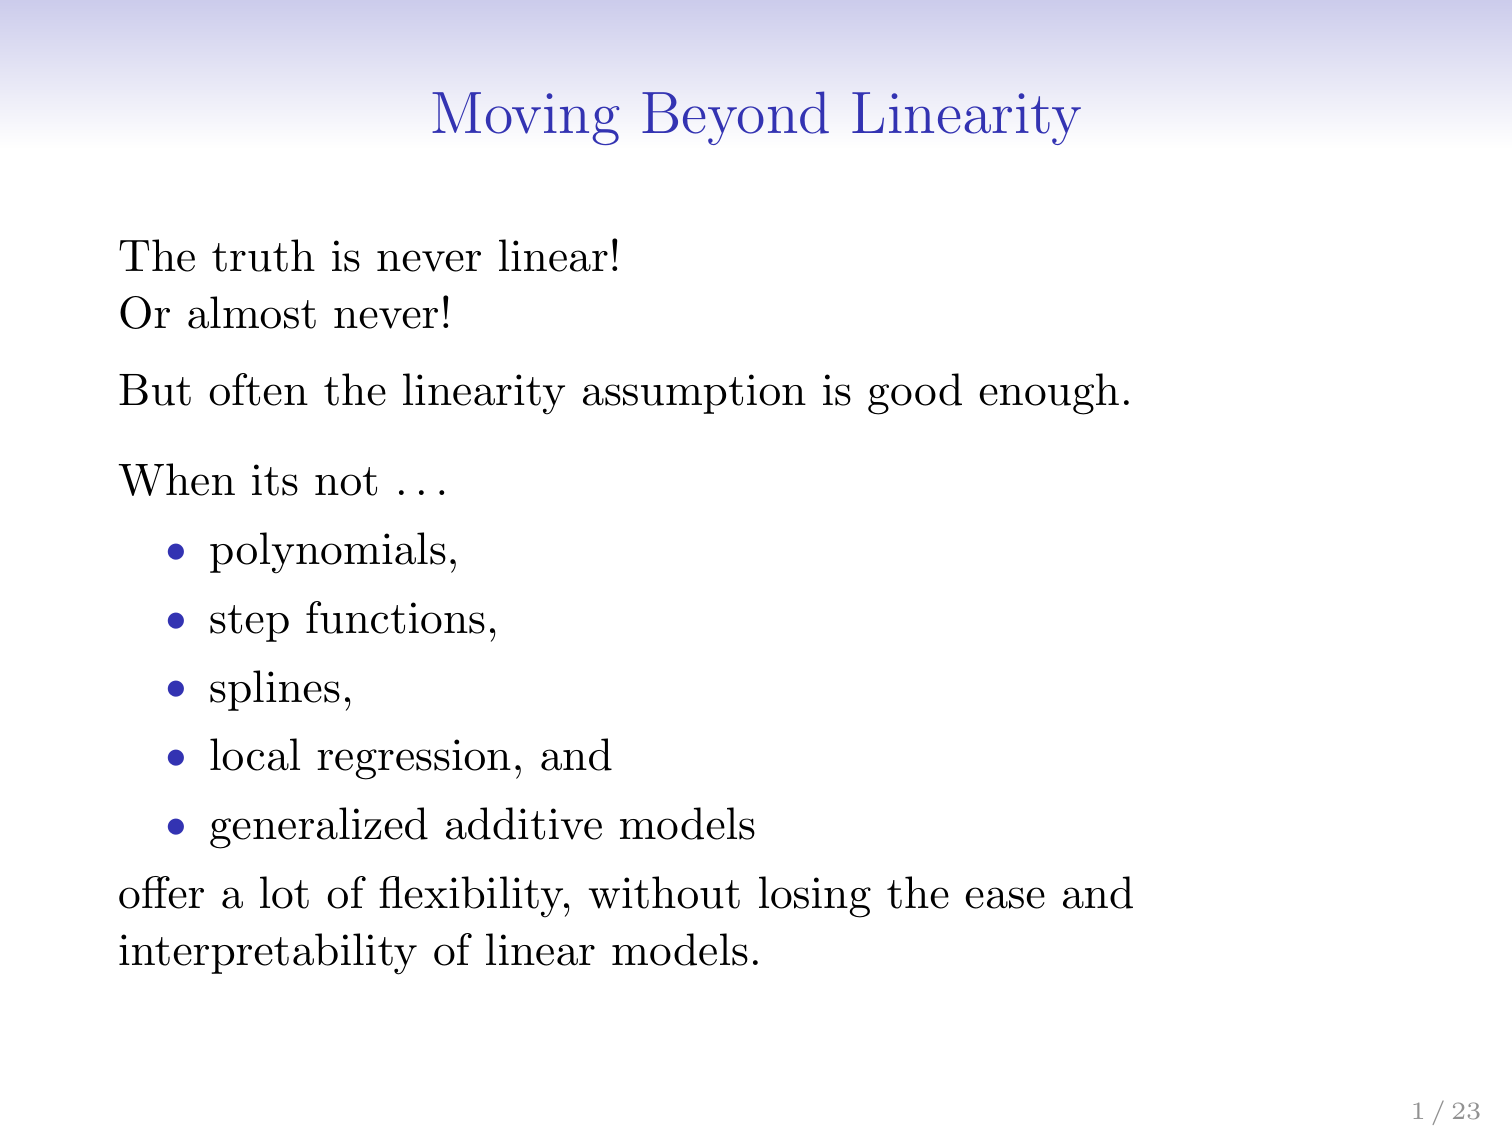 Moving Beyond Linearity
The truth is never linear!
Or almost never!
But often the linearity assumption is good enough.
When its not . . .
• polynomials,
• step functions,
• splines,
• local regression, and
• generalized additive models
offer a lot of flexibility, without losing the ease and
interpretability of linear models.
1 / 23